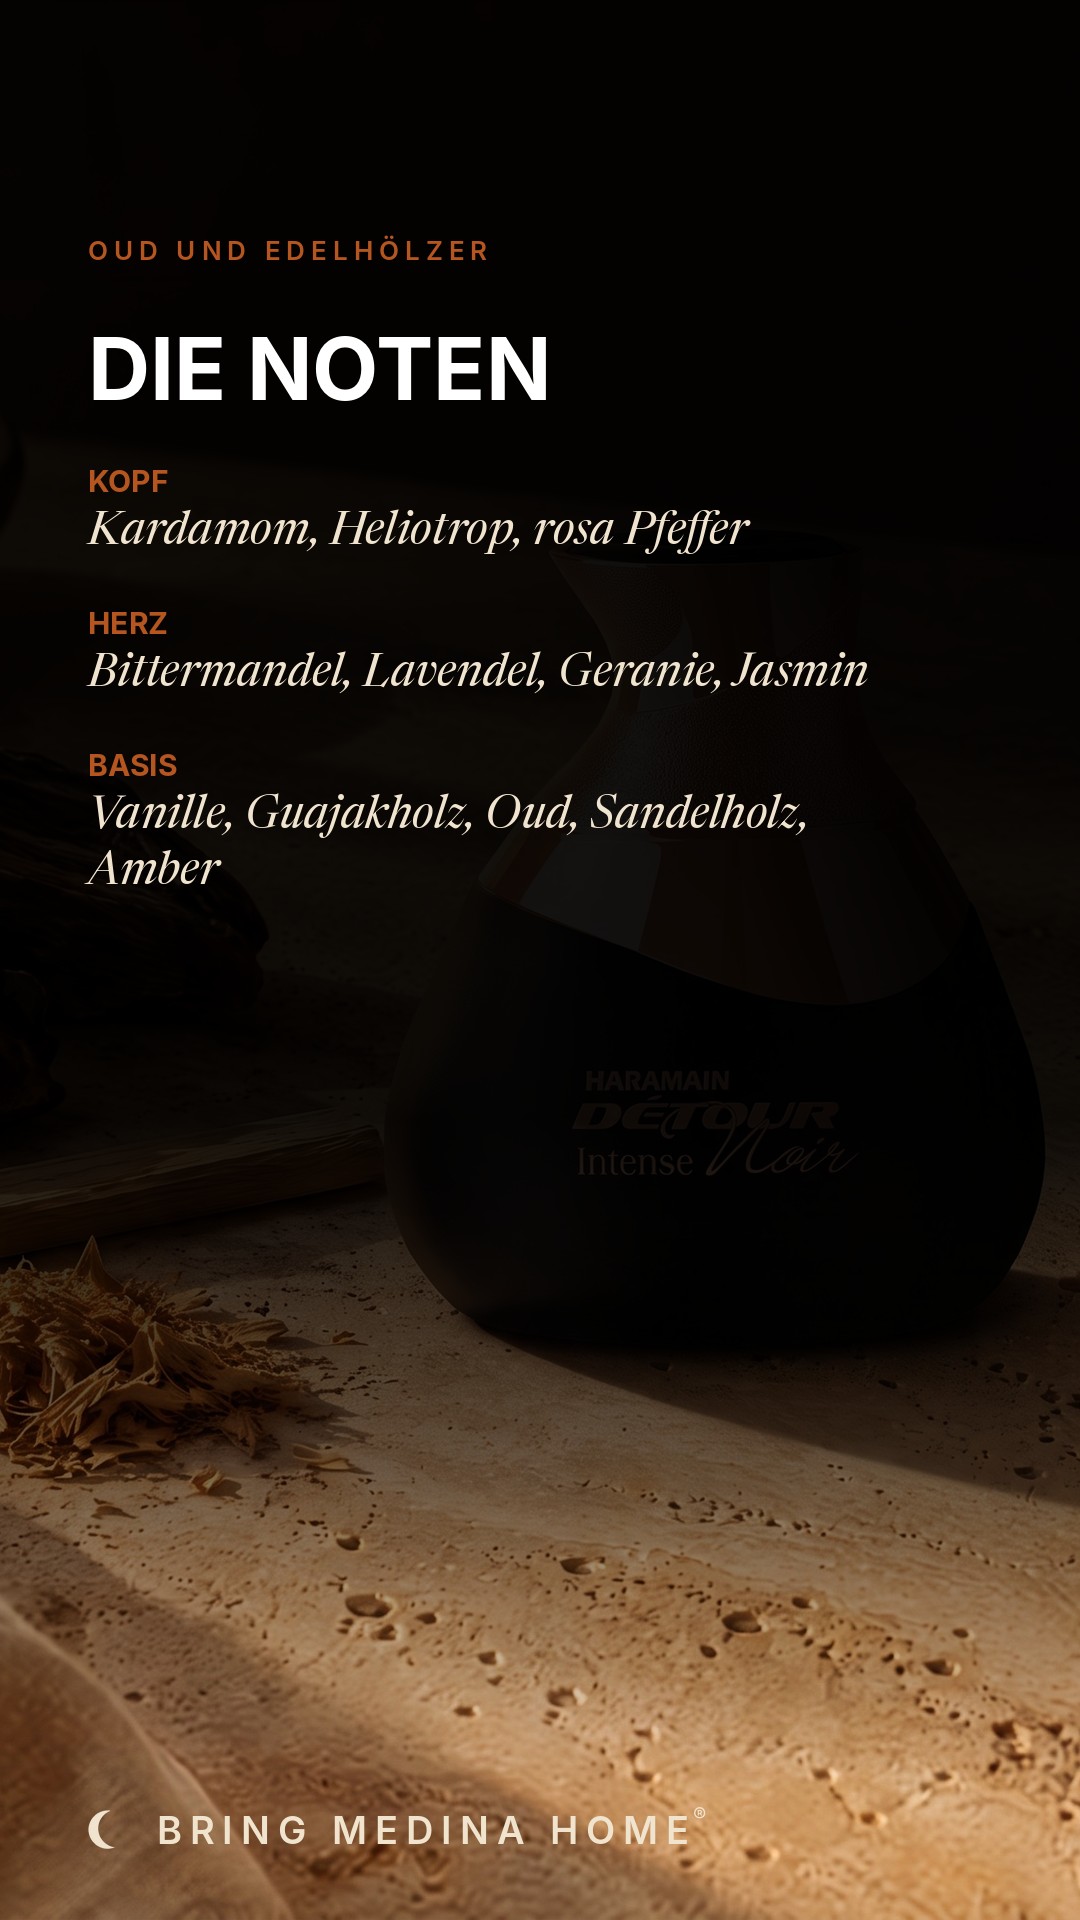 OUD UND EDELHÖLZER
DIE NOTEN
KOPF
Kardamom, Heliotrop, rosa Pfeffer
HERZ
Bittermandel, Lavendel, Geranie, Jasmin
BASIS
Vanille, Guajakholz, Oud, Sandelholz,
Amber
HARAMAIN
DÉTOUR
Intense Noir
BRING MEDINA HOME®